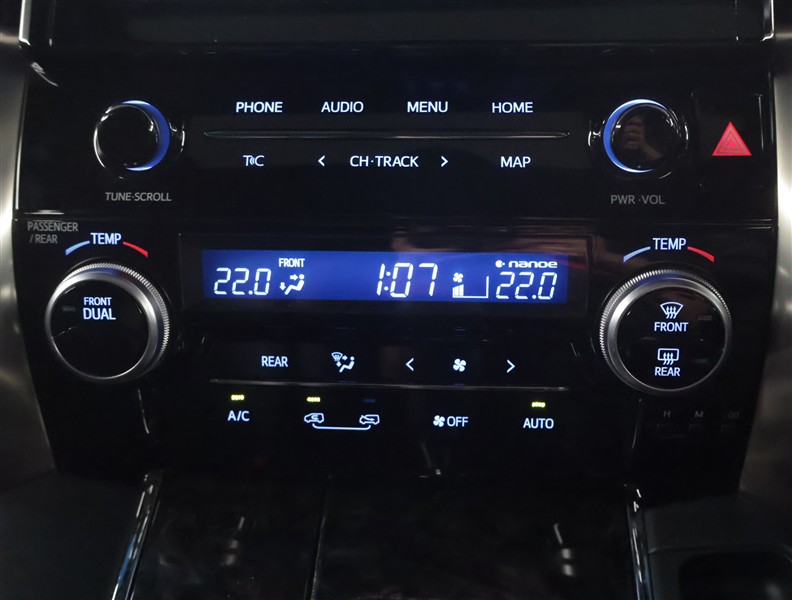 PHONE AUDIO MENU HOME
T C CH·TRACK MAP
TUNE·SCROLL PWR·VOL
PASSENGER
/ REAR
TEMP TEMP
FRONT nanoe
22.0 1:07 22.0
FRONT
DUAL
FRONT
REAR
REAR
A/C OFF AUTO
H M :00